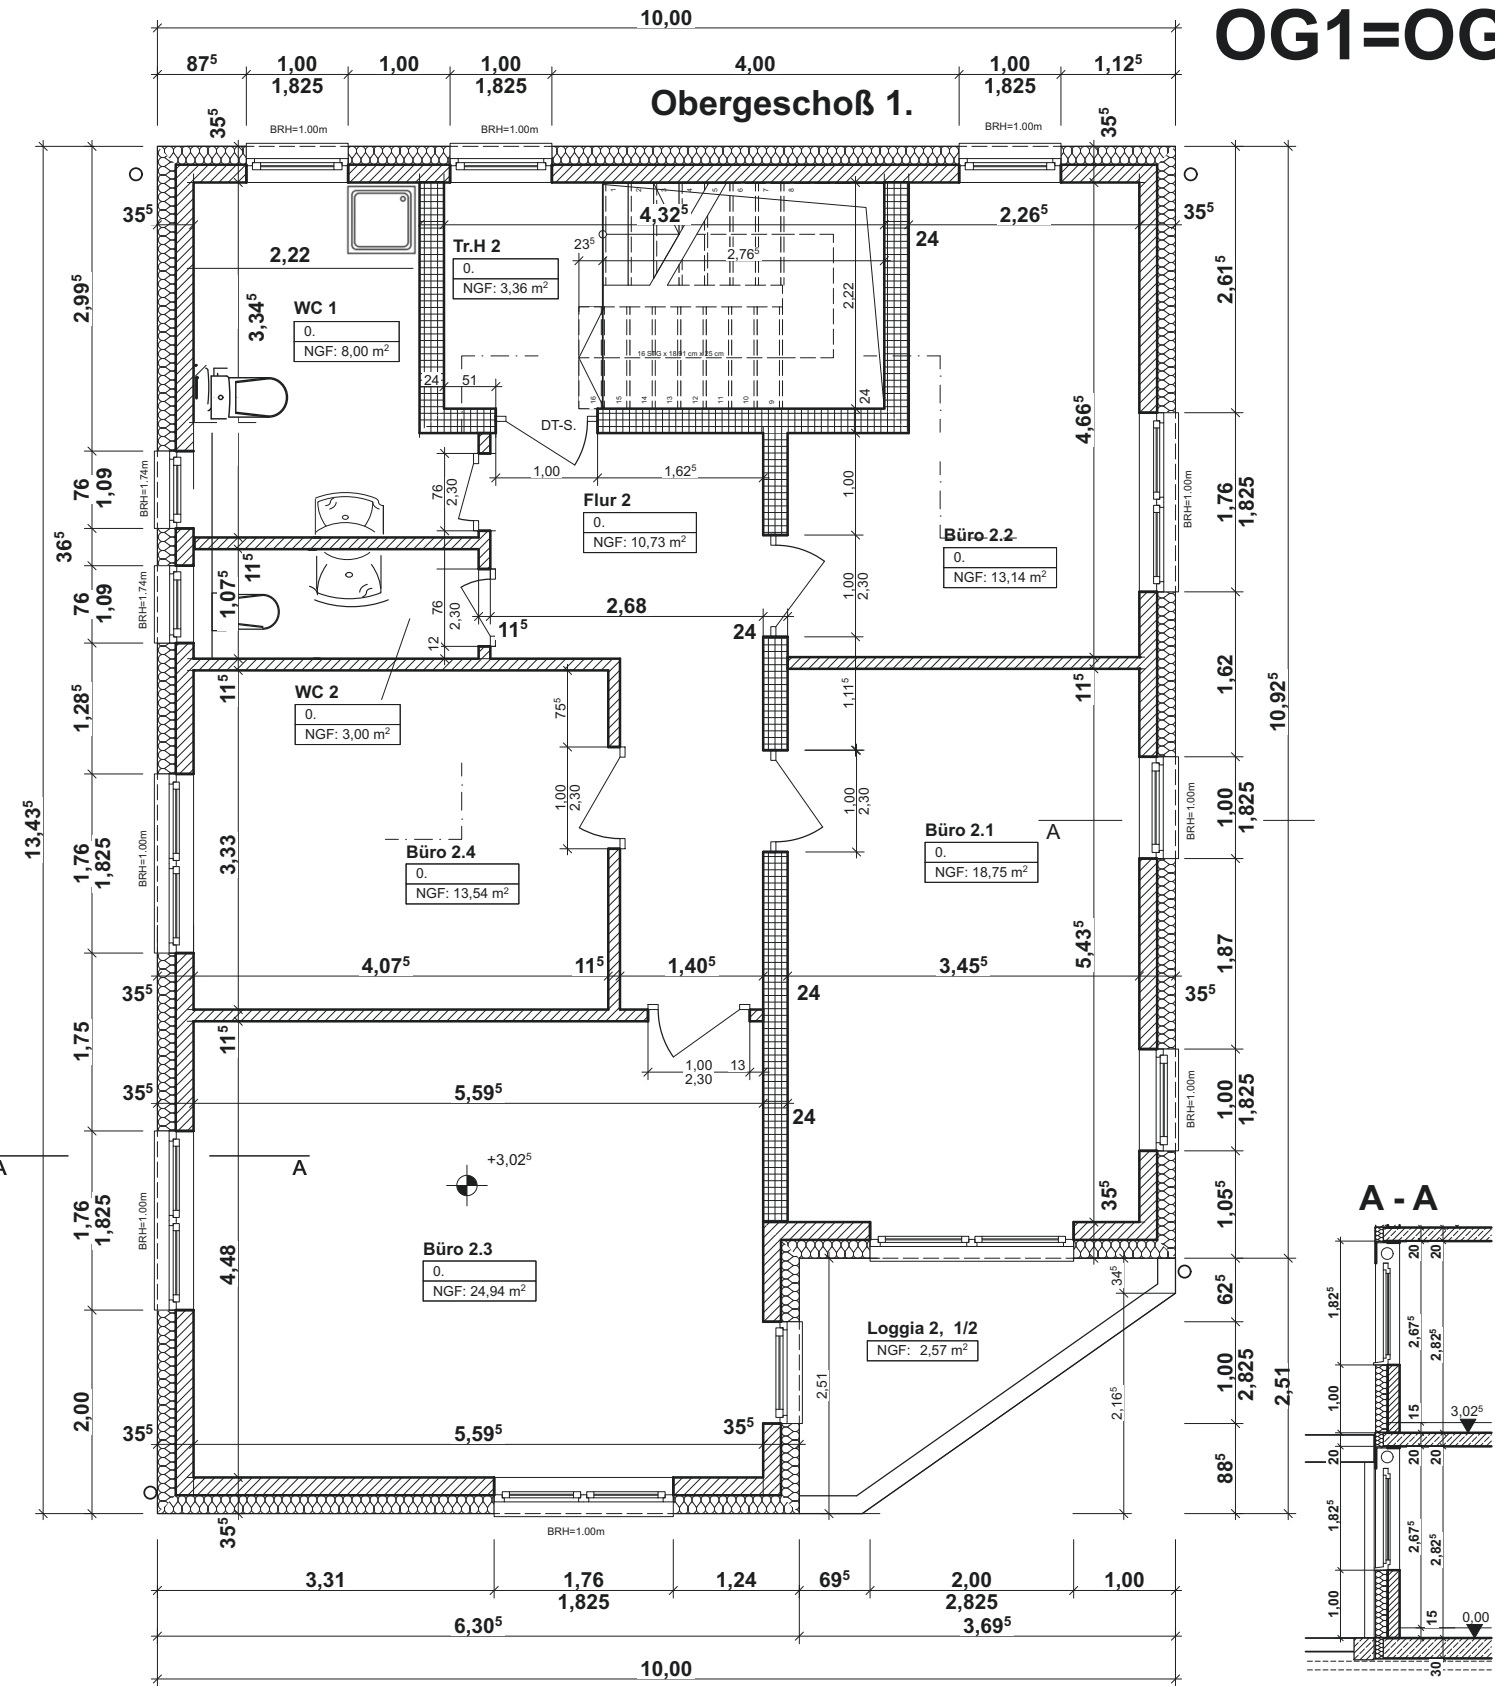 10,00
OG1=OG
87⁵ 1,00 1,00 1,00 4,00 1,00 1,12⁵
1,825 1,825 1,825
Obergeschoß 1.
35⁵ BRH=1.00m BRH=1.00m BRH=1.00m 35⁵
35⁵ 4,32⁵ 2,26⁵ 35⁵
1 2 3 4 5 6 7 8
24
2,22 Tr.H 2 23⁵ 2,76⁵
0.
NGF: 3,36 m²
2,99⁵ 3,34⁵ 2,22 2,61⁵
WC 1
0.
NGF: 8,00 m²
24 51 24
16 15 14 13 12 11 10 9
DT-S.
1,00 1,62⁵ 1,00
4,66⁵
76 1,09 BRH=1.74m
76 2,30
BRH=1.00m 1,76 1,825
Flur 2
0.
NGF: 10,73 m²
Büro 2.2
0.
NGF: 13,14 m²
36⁵
11⁵
76 1,09 BRH=1.74m
1,07⁵
76 2,30
12
11⁵
2,68
24
1,00 2,30
1,62
1,28⁵
11⁵
WC 2
0.
NGF: 3,00 m²
75⁵
1,11⁵
11⁵
10,92⁵
13,43⁵
1,76 1,825 BRH=1.00m
3,33
1,00 2,30
1,00 2,30
BRH=1.00m 1,00 1,825
Büro 2.4
0.
NGF: 13,54 m²
Büro 2.1
0.
NGF: 18,75 m²
A
4,07⁵ 11⁵ 1,40⁵ 3,45⁵
5,43⁵
1,87
35⁵ 24 35⁵
1,75
11⁵
1,00 13
2,30
35⁵ 5,59⁵ 24
BRH=1.00m 1,00 1,825
A A
+3,02⁵
1,76 1,825 BRH=1.00m
4,48
35⁵
1,05⁵
Büro 2.3
0.
NGF: 24,94 m²
34⁵
62⁵
Loggia 2, 1/2
NGF: 2,57 m²
2,51
2,16⁵
1,00 2,825
2,51
2,00
35⁵ 5,59⁵ 35⁵
88⁵
35⁵
BRH=1.00m
3,31 1,76 1,24 69⁵ 2,00 1,00
1,825 2,825
6,30⁵ 3,69⁵
10,00
A - A
20 20
1,82⁵ 2,67⁵ 2,82⁵
1,00 15 3,02⁵
20 20 20
1,82⁵ 2,67⁵ 2,82⁵
1,00 15 0,00
30